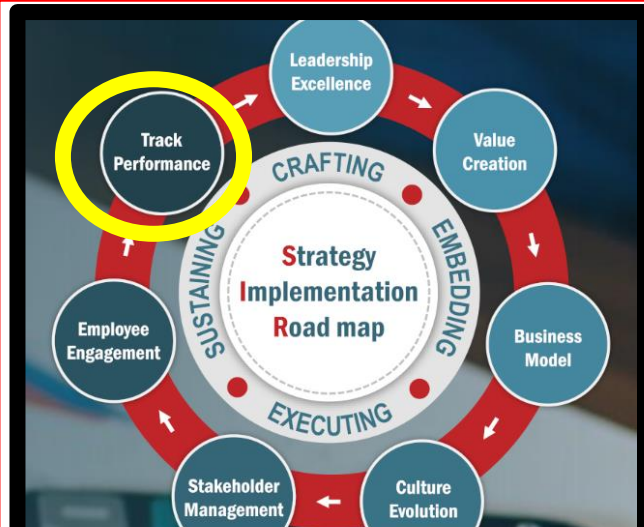 Leadership
Excellence
Track
Performance
Value
Creation
CRAFTING
EMBEDDING
EXECUTING
SUSTAINING
Strategy
Implementation
Road map
Employee
Engagement
Business
Model
Stakeholder
Management
Culture
Evolution